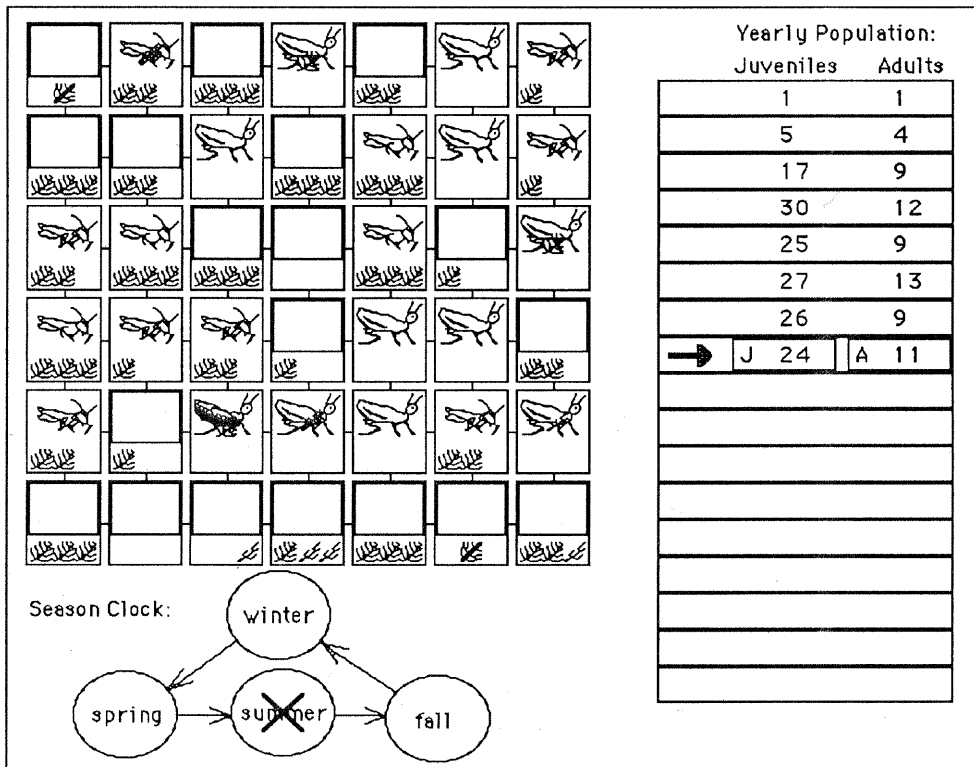 Yearly Population:
Juveniles Adults
1 1
5 4
17 9
30 12
25 9
27 13
26 9
J 24 A 11
Season Clock:
winter
spring
summer
fall